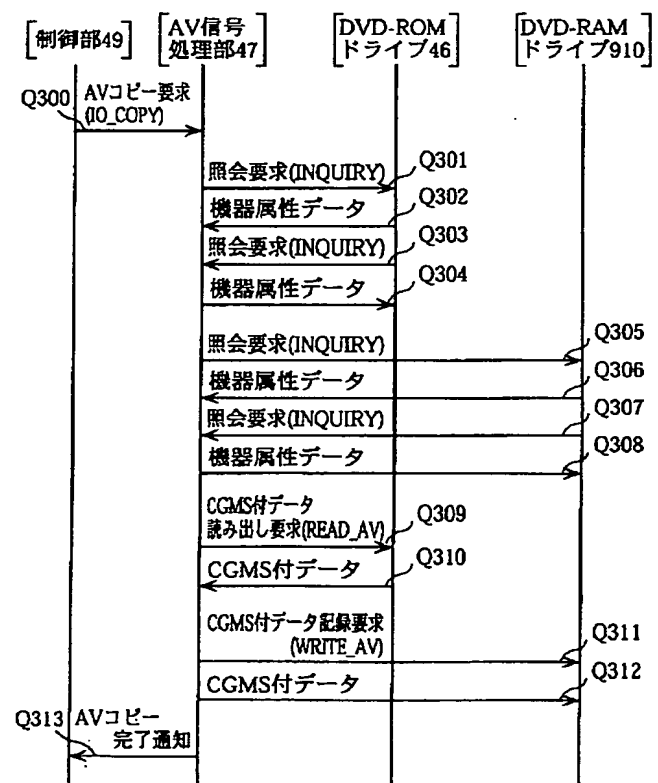 制御部49
AV信号
処理部47
DVD-ROM
ドライブ46
DVD-RAM
ドライブ910
Q300
AVコピー要求
(IO_COPY)
照会要求(INQUIRY)
Q301
機器属性データ
Q302
照会要求(INQUIRY)
Q303
機器属性データ
Q304
照会要求(INQUIRY)
Q305
機器属性データ
Q306
照会要求(INQUIRY)
Q307
機器属性データ
Q308
CGMS付データ
読み出し要求(READ_AV)
Q309
CGMS付データ
Q310
CGMS付データ記録要求
(WRITE_AV)
Q311
CGMS付データ
Q312
Q313
AVコピー
完了通知